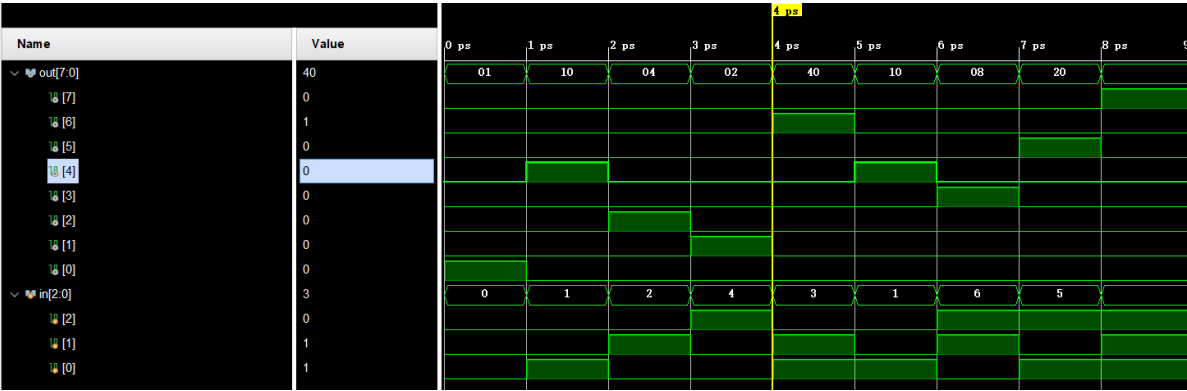 4 ps
Name Value 0 ps 1 ps 2 ps 3 ps 4 ps 5 ps 6 ps 7 ps 8 ps 9
out[7:0] 40 01 10 04 02 40 10 08 20
[7] 0
[6] 1
[5] 0
[4] 0
[3] 0
[2] 0
[1] 0
[0] 0
in[2:0] 3 0 1 2 4 3 1 6 5
[2] 0
[1] 1
[0] 1